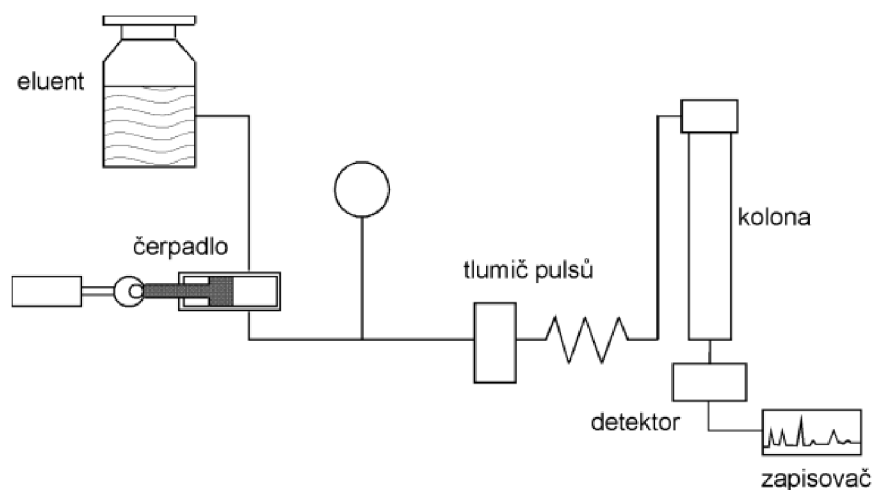 eluent
čerpadlo
tlumič pulsů
kolona
detektor
zapisovač